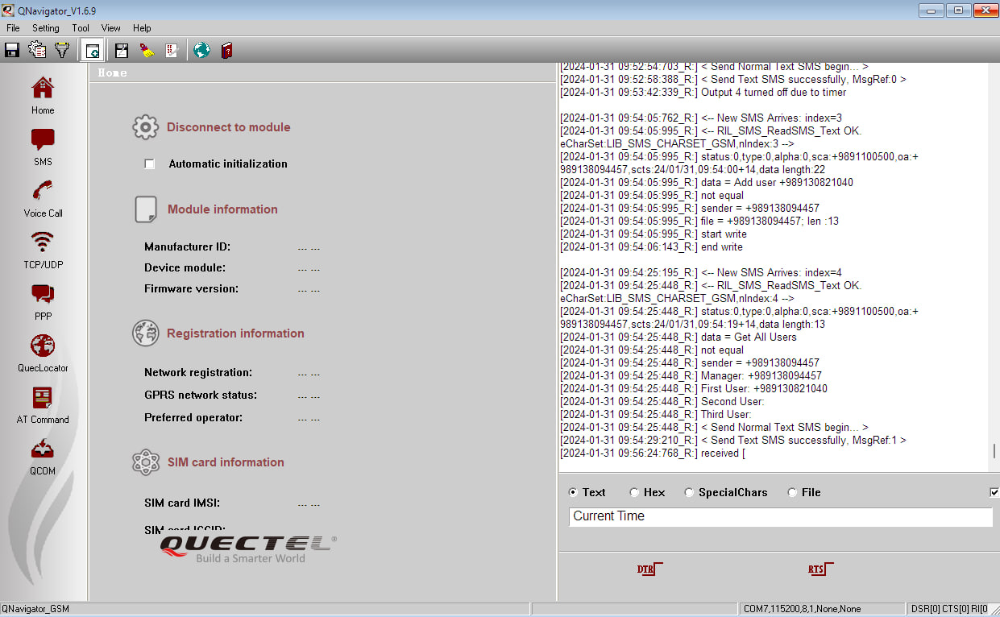 QNavigator_V1.6.9
File Setting Tool View Help
Home
SMS
Voice Call
TCP/UDP
PPP
QuecLocator
AT Command
QCOM
Home
Disconnect to module
Automatic initialization
Module information
Manufacturer ID: ... ...
Device module: ... ...
Firmware version: ... ...
Registration information
Network registration: ... ...
GPRS network status: ... ...
Preferred operator: ... ...
SIM card information
SIM card IMSI: ... ...
SIM card ICCID:
QUECTEL®
Build a Smarter World
[2024-01-31 09:52:54:703_R:] < Send Normal Text SMS begin... >
[2024-01-31 09:52:58:388_R:] < Send Text SMS successfully, MsgRef:0 >
[2024-01-31 09:53:42:339_R:] Output 4 turned off due to timer
[2024-01-31 09:54:05:762_R:] <-- New SMS Arrives: index=3
[2024-01-31 09:54:05:995_R:] <-- RIL_SMS_ReadSMS_Text OK.
eCharSet:LIB_SMS_CHARSET_GSM,nIndex:3 -->
[2024-01-31 09:54:05:995_R:] status:0,type:0,alpha:0,sca:+9891100500,oa:+
989138094457,scts:24/01/31,09:54:00+14,data length:22
[2024-01-31 09:54:05:995_R:] data = Add user +989130821040
[2024-01-31 09:54:05:995_R:] not equal
[2024-01-31 09:54:05:995_R:] sender = +989138094457
[2024-01-31 09:54:05:995_R:] file = +989138094457; len :13
[2024-01-31 09:54:05:995_R:] start write
[2024-01-31 09:54:06:143_R:] end write
[2024-01-31 09:54:25:195_R:] <-- New SMS Arrives: index=4
[2024-01-31 09:54:25:448_R:] <-- RIL_SMS_ReadSMS_Text OK.
eCharSet:LIB_SMS_CHARSET_GSM,nIndex:4 -->
[2024-01-31 09:54:25:448_R:] status:0,type:0,alpha:0,sca:+9891100500,oa:+
989138094457,scts:24/01/31,09:54:19+14,data length:13
[2024-01-31 09:54:25:448_R:] data = Get All Users
[2024-01-31 09:54:25:448_R:] not equal
[2024-01-31 09:54:25:448_R:] sender = +989138094457
[2024-01-31 09:54:25:448_R:] Manager: +989138094457
[2024-01-31 09:54:25:448_R:] First User: +989130821040
[2024-01-31 09:54:25:448_R:] Second User:
[2024-01-31 09:54:25:448_R:] Third User:
[2024-01-31 09:54:25:448_R:] < Send Normal Text SMS begin... >
[2024-01-31 09:54:29:210_R:] < Send Text SMS successfully, MsgRef:1 >
[2024-01-31 09:56:24:768_R:] received [
Text Hex SpecialChars File
Current Time
DTR RTS
QNavigator_GSM COM7,115200,8,1,None,None DSR[0] CTS[0] RI[0